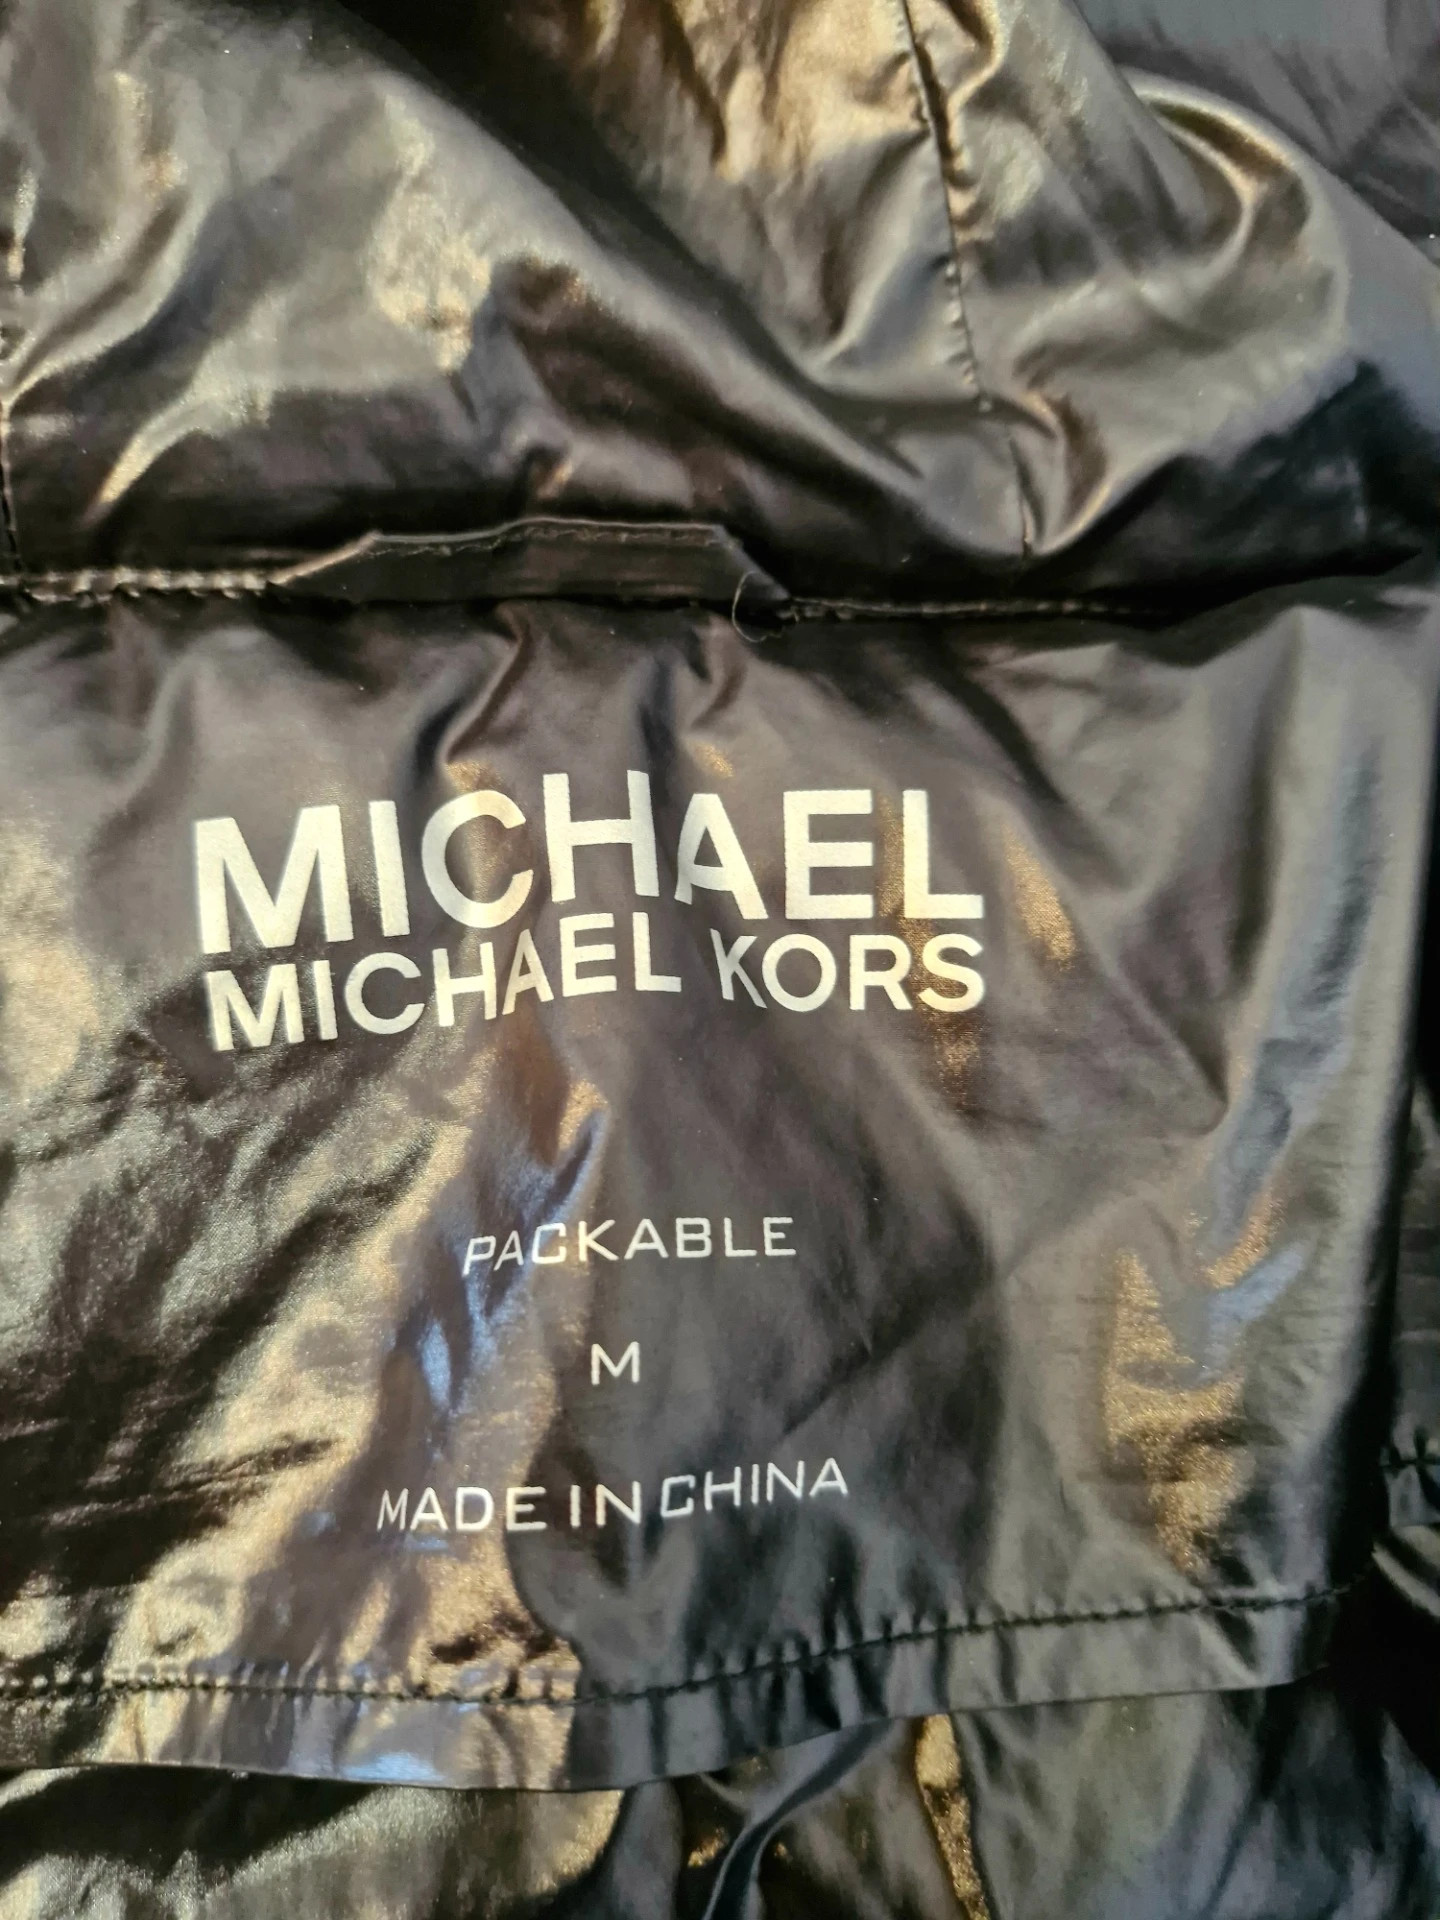 MICHAEL
MICHAEL KORS
PACKABLE
M
MADE IN CHINA